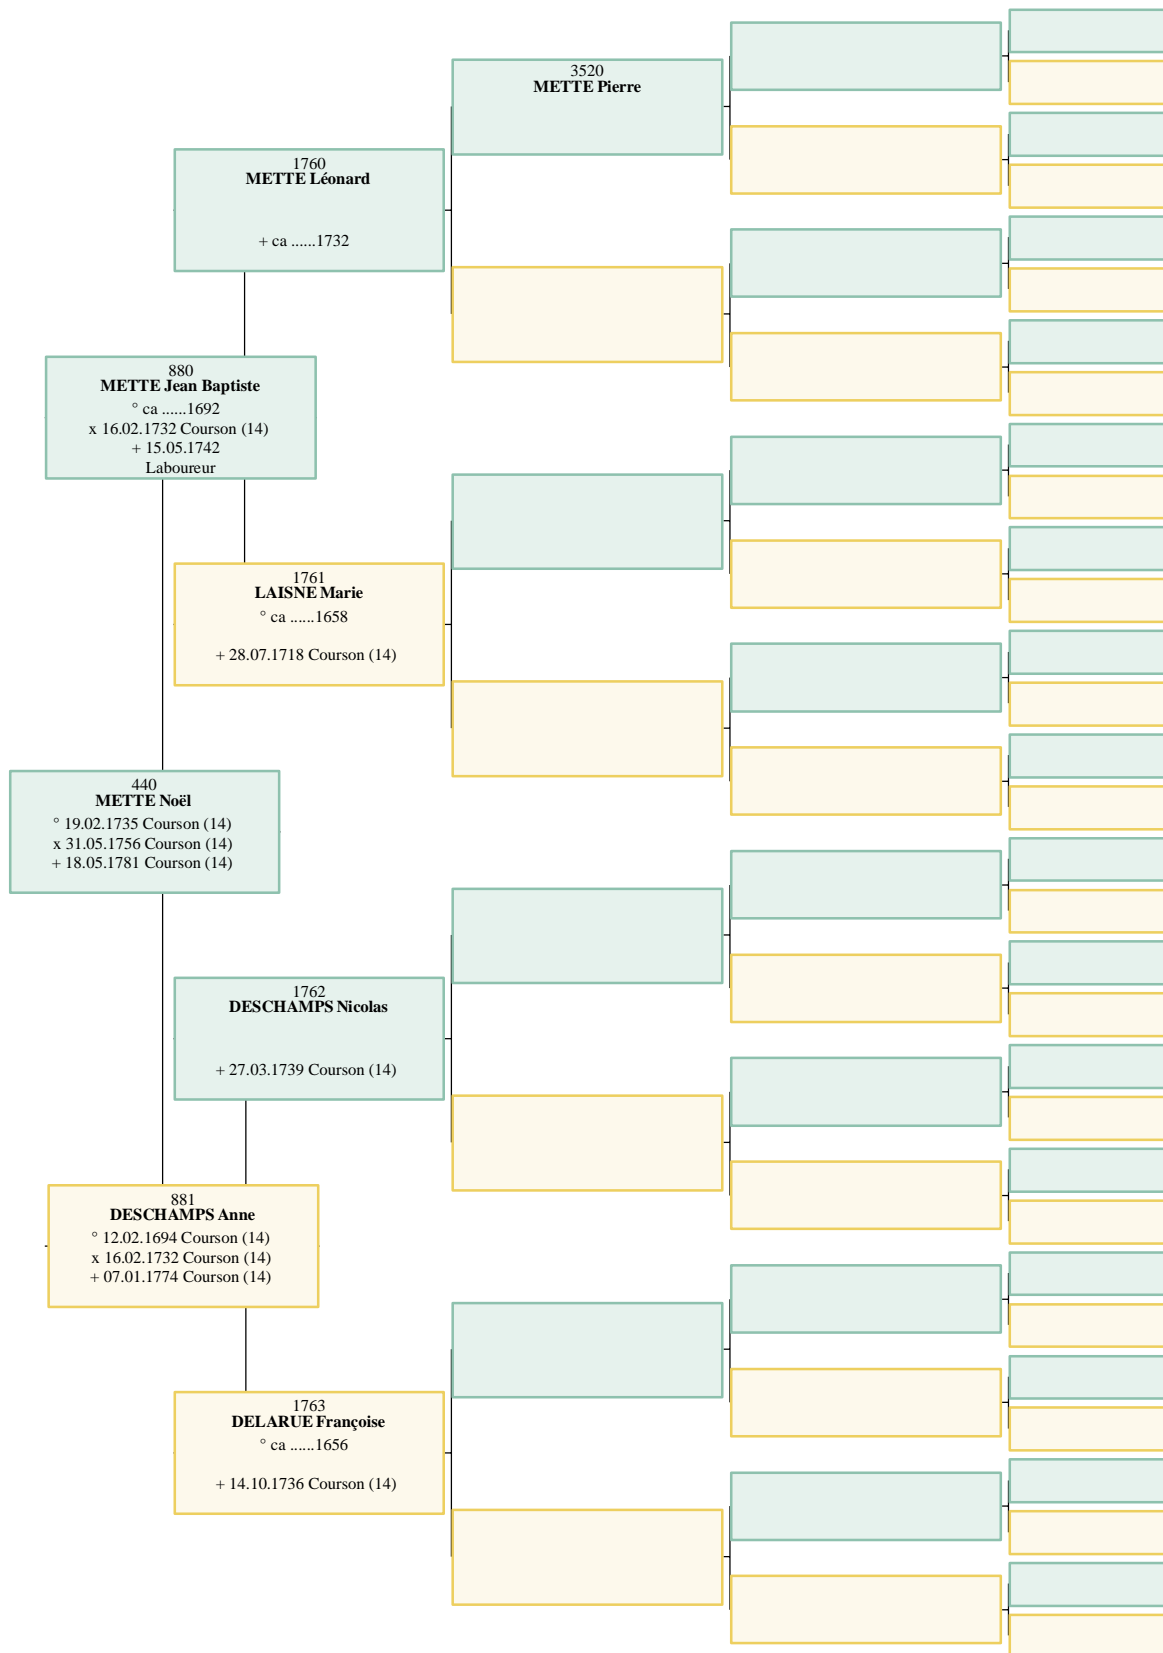 3520
METTE Pierre
1760
METTE Léonard
+ ca ......1732
880
METTE Jean Baptiste
° ca ......1692
x 16.02.1732 Courson (14)
+ 15.05.1742
Laboureur
1761
LAISNE Marie
° ca ......1658
+ 28.07.1718 Courson (14)
440
METTE Noël
° 19.02.1735 Courson (14)
x 31.05.1756 Courson (14)
+ 18.05.1781 Courson (14)
1762
DESCHAMPS Nicolas
+ 27.03.1739 Courson (14)
881
DESCHAMPS Anne
° 12.02.1694 Courson (14)
x 16.02.1732 Courson (14)
+ 07.01.1774 Courson (14)
1763
DELARUE Françoise
° ca ......1656
+ 14.10.1736 Courson (14)